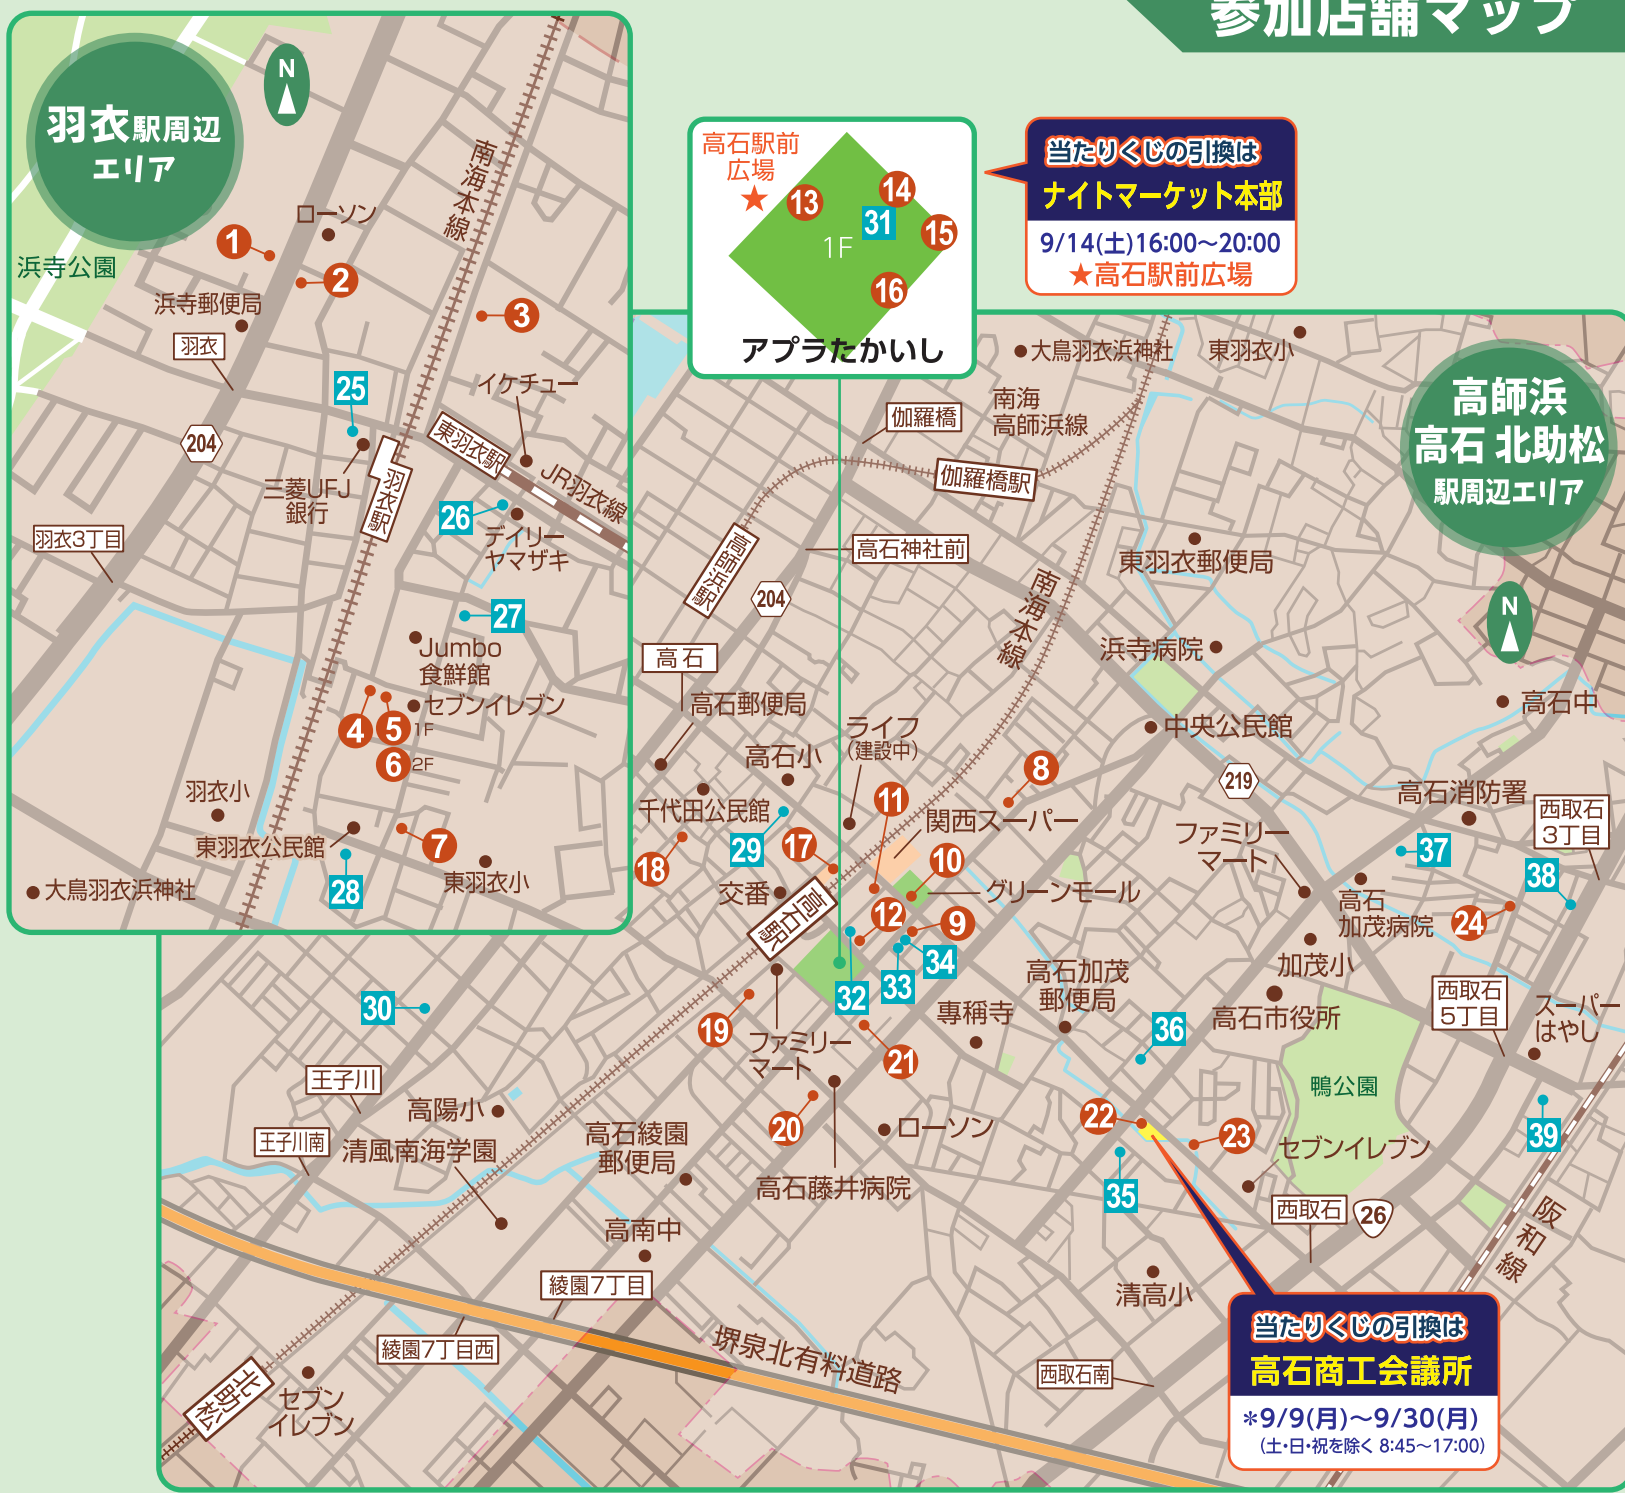 参加店舗マップ
羽衣駅周辺
エリア
N
南海本線
ローソン
1
2
浜寺公園
浜寺郵便局
3
羽衣
25
イケチュー
204
東羽衣駅
JR羽衣線
三菱UFJ
銀行
羽衣駅
26
デイリー
ヤマザキ
羽衣3丁目
27
Jumbo
食鮮館
セブンイレブン
4
5 1F
6 2F
羽衣小
東羽衣公民館
7
28
東羽衣小
大鳥羽衣浜神社
高石駅前
広場
★
13
14
31
15
1F
16
アプラたかいし
当たりくじの引換は
ナイトマーケット本部
9/14(土)16:00～20:00
★高石駅前広場
高師浜
高石 北助松
駅周辺エリア
N
大鳥羽衣浜神社
東羽衣小
伽羅橋
南海
高師浜線
伽羅橋駅
高師浜駅
高石神社前
204
南海本線
東羽衣郵便局
浜寺病院
高石
高石郵便局
ライフ
(建設中)
中央公民館
高石中
高石小
8
219
高石消防署
西取石
3丁目
千代田公民館
11
関西スーパー
ファミリー
マート
37
29
17
18
10
38
交番
グリーンモール
高石
加茂病院
24
高石駅
12
9
34
33
32
高石加茂
郵便局
加茂小
西取石
5丁目
30
19
専稱寺
高石市役所
スーパー
はやし
ファミリー
マート
21
36
王子川
高陽小
鴨公園
20
ローソン
22
23
39
王子川南
清風南海学園
高石綾園
郵便局
セブンイレブン
高石藤井病院
35
西取石
26
阪和線
高南中
綾園7丁目
清高小
綾園7丁目西
堺泉北有料道路
西取石南
北助松
セブン
イレブン
当たりくじの引換は
高石商工会議所
＊9/9(月)～9/30(月)
(土・日・祝を除く 8:45～17:00)